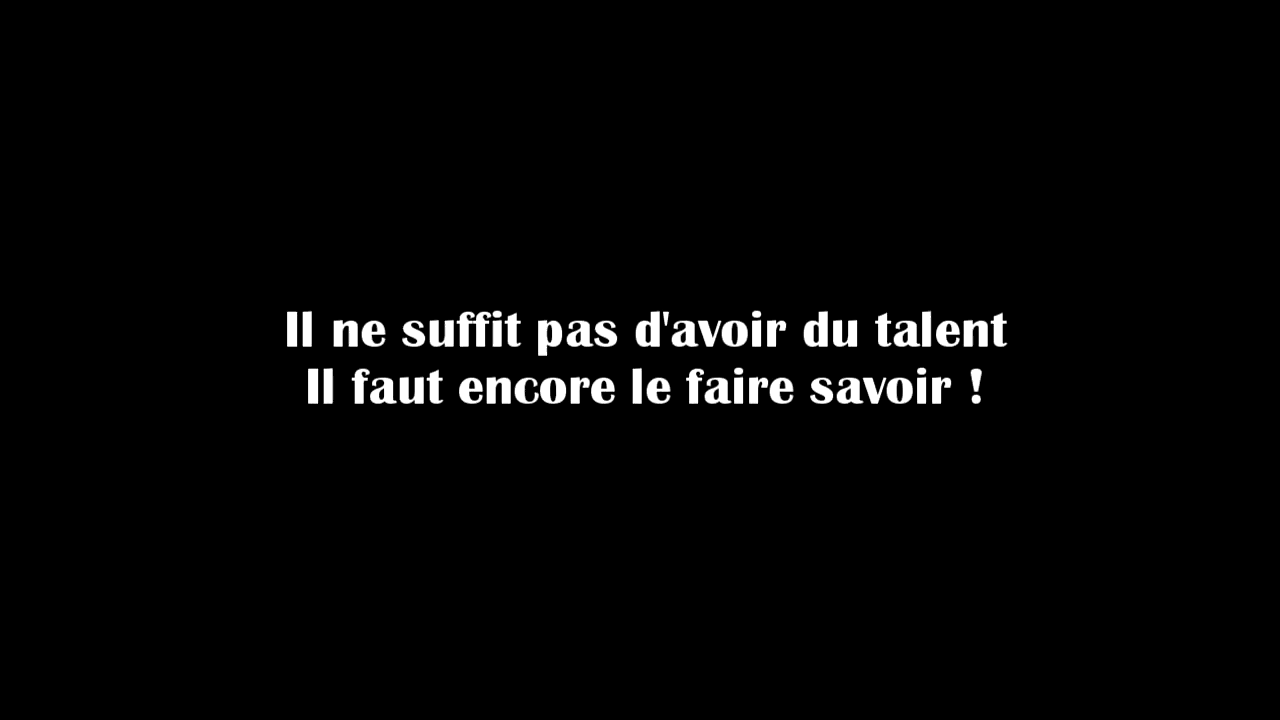 Il ne suffit pas d'avoir du talent
Il faut encore le faire savoir !